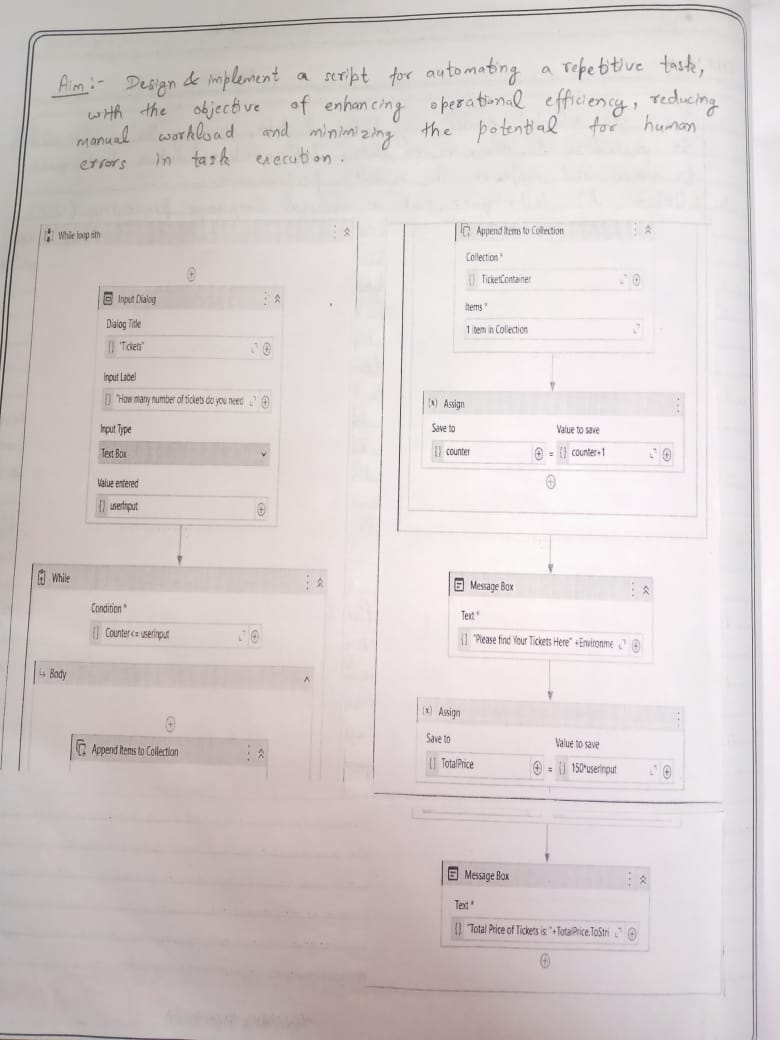 Aim:- Design & implement a script for automating a repetitive task,
with the objective of enhancing operational efficiency, reducing
manual workload and minimizing the potential for human
errors in task execution.
While loop 6th
Input Dialog
Dialog Title
"Tickets"
Input Label
"How many number of tickets do you need
Input Type
Text Box
Value entered
userInput
While
Condition *
Counter<= userinput
Body
Append Items to Collection
Append Items to Collection
Collection *
TicketContainer
Items *
1 item in Collection
(x) Assign
Save to Value to save
counter = counter+1
Message Box
Text *
"Please find Your Tickets Here" +Environme
(x) Assign
Save to Value to save
TotalPrice = 150*userInput
Message Box
Text *
"Total Price of Tickets is: "+TotalPrice.ToStri